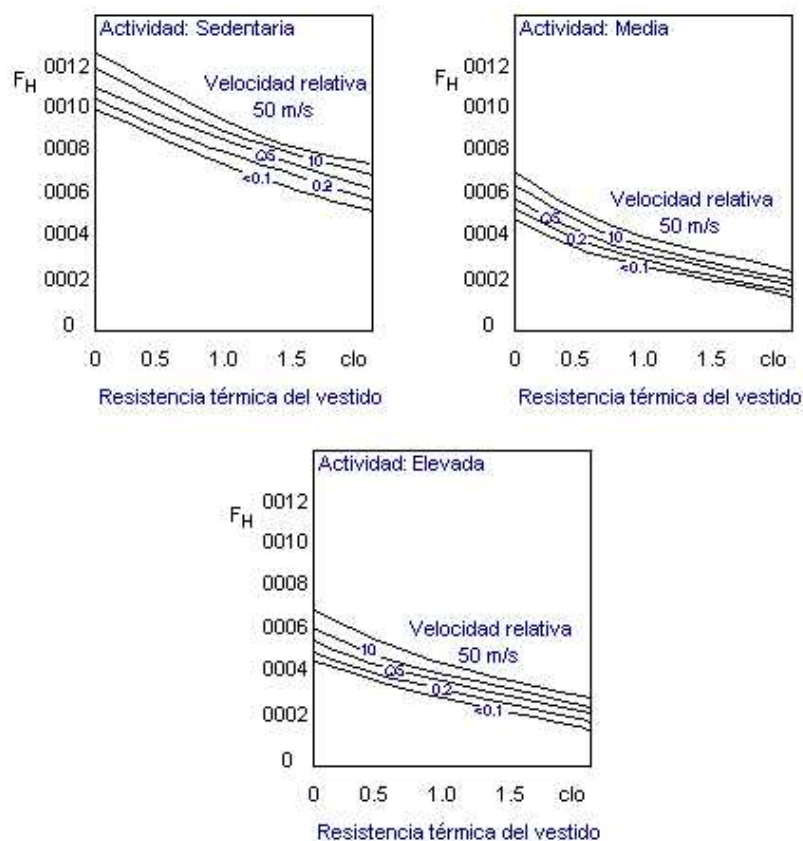 Actividad: Sedentaria
F_H
0012
0010
0008
0006
0004
0002
0
Velocidad relativa
50 m/s
10
Q5
0.2
<0.1
0 0.5 1.0 1.5 clo
Resistencia térmica del vestido
Actividad: Media
F_H
0012
0010
0008
0006
0004
0002
0
Velocidad relativa
50 m/s
Q5
10
0.2
<0.1
0 0.5 1.0 1.5 clo
Resistencia térmica del vestido
Actividad: Elevada
F_H
0012
0010
0008
0006
0004
0002
0
Velocidad relativa
50 m/s
10
Q5
0.2
<0.1
0 0.5 1.0 1.5 clo
Resistencia térmica del vestido